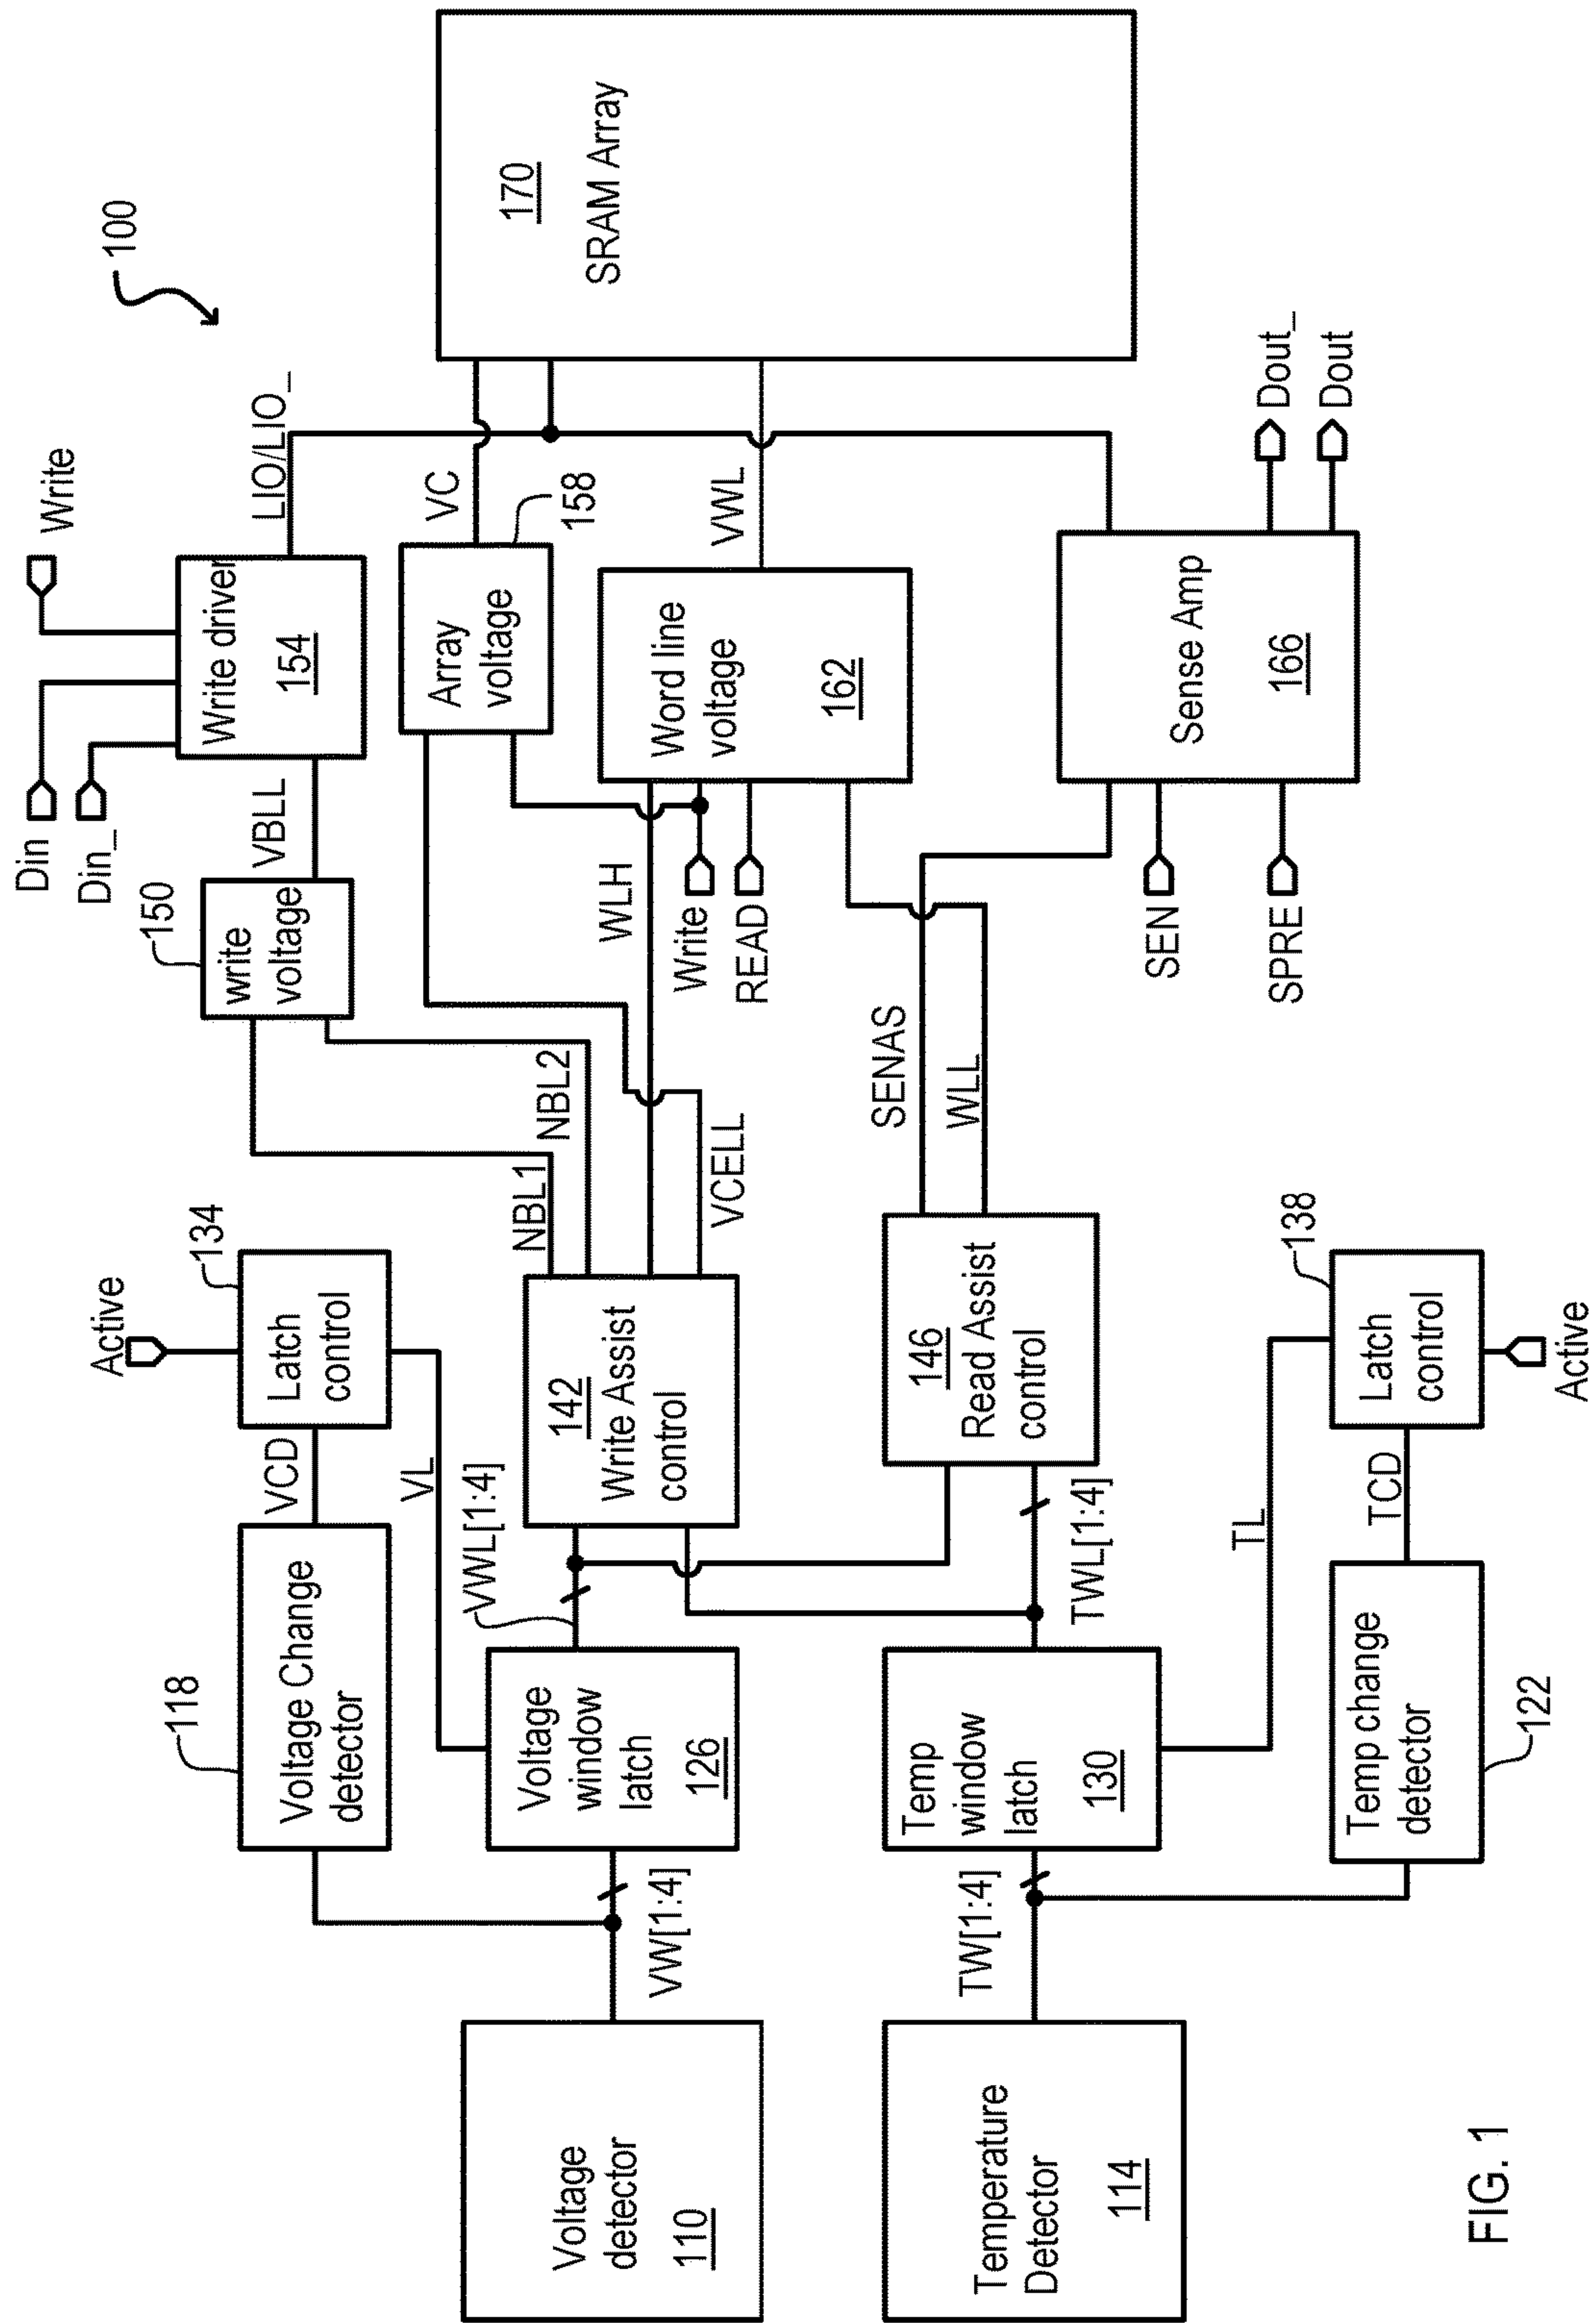 100
Voltage
detector
110
Temperature
Detector
114
VW[1:4]
TW[1:4]
118
Voltage Change
detector
Voltage
window
latch
126
Temp
window
latch
130
Temp change
detector
122
VCD
VL
VWL[1:4]
TWL[1:4]
TL
TCD
Active
134
Latch
control
142
Write Assist
control
146
Read Assist
control
138
Latch
control
Active
NBL1
NBL2
VCELL
WLH
SENAS
WLL
150
write
voltage
VBLL
Din
Din_
Write
Write driver
154
Array
voltage
158
Write
READ
Word line
voltage
162
SEN
SPRE
Sense Amp
166
LIO/LIO_
VC
VWL
Dout_
Dout
170
SRAM Array
FIG. 1